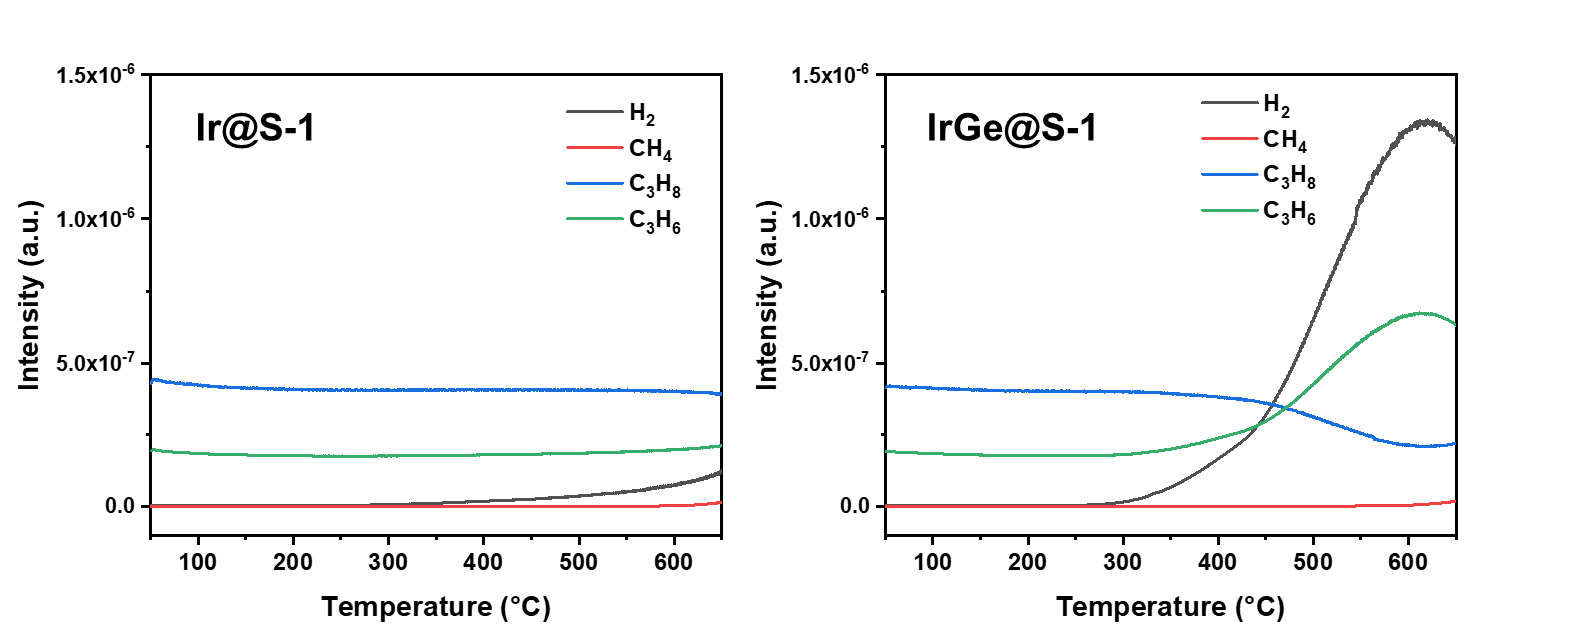 Ir@S-1
H₂
CH₄
C₃H₈
C₃H₆
1.5x10⁻⁶
1.0x10⁻⁶
5.0x10⁻⁷
0.0
Intensity (a.u.)
100 200 300 400 500 600
Temperature (°C)
IrGe@S-1
H₂
CH₄
C₃H₈
C₃H₆
1.5x10⁻⁶
1.0x10⁻⁶
5.0x10⁻⁷
0.0
Intensity (a.u.)
100 200 300 400 500 600
Temperature (°C)